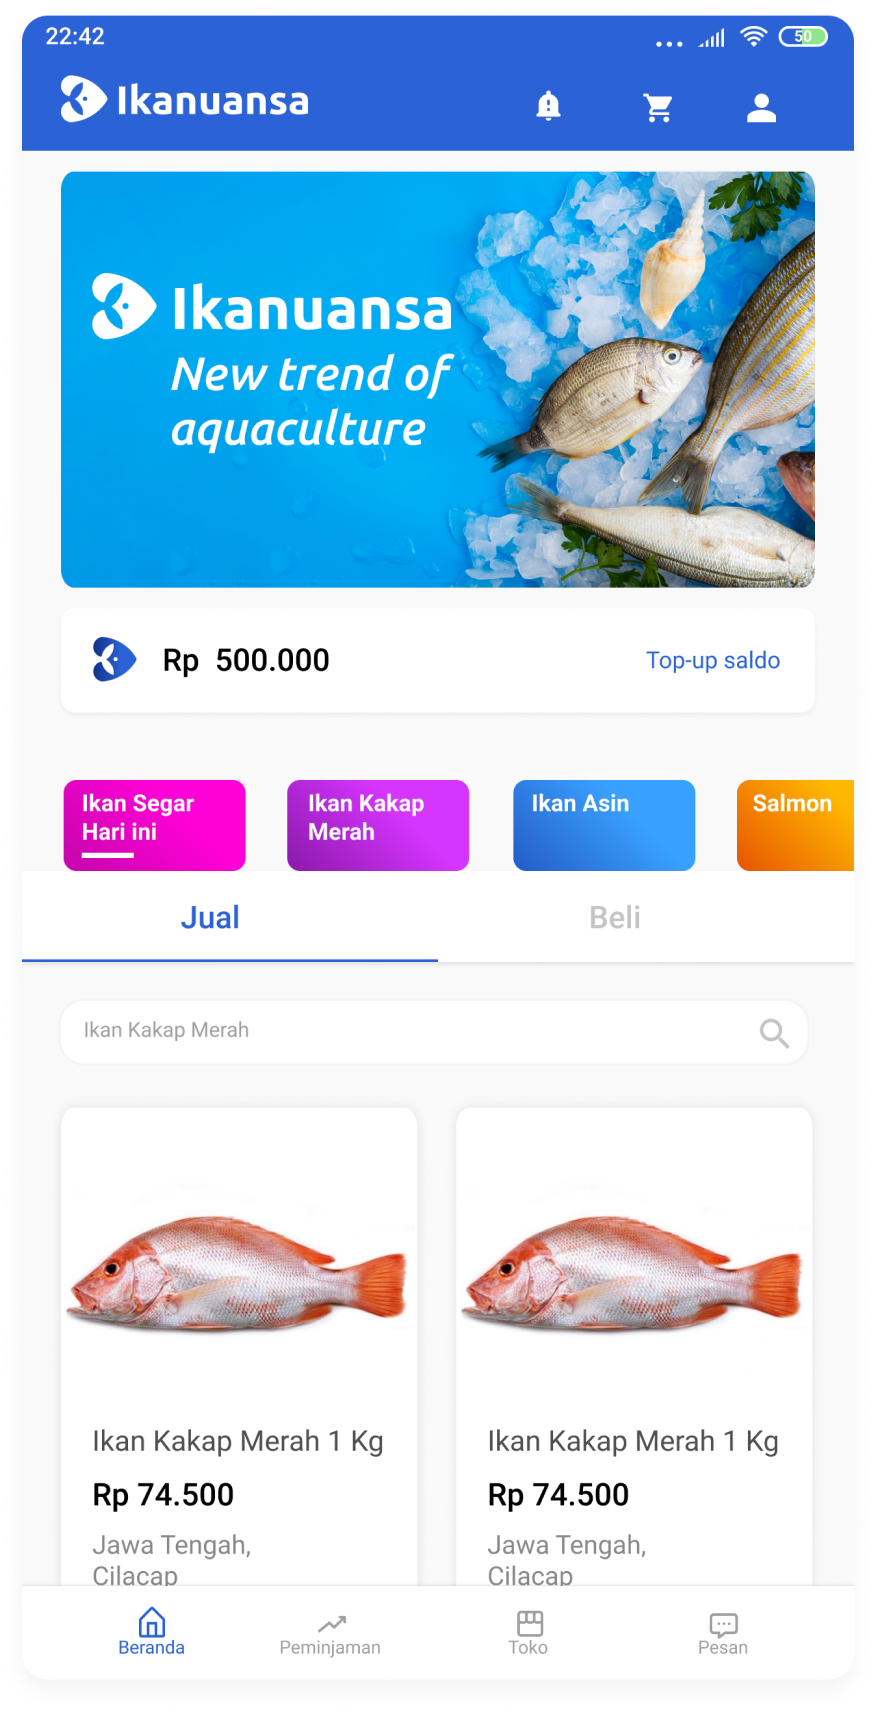 22:42
50
Ikanuansa
Ikanuansa
New trend of
aquaculture
Rp 500.000
Top-up saldo
Ikan Segar
Hari ini
Ikan Kakap
Merah
Ikan Asin
Salmon
Jual
Beli
Ikan Kakap Merah
Ikan Kakap Merah 1 Kg
Rp 74.500
Jawa Tengah,
Cilacap
Ikan Kakap Merah 1 Kg
Rp 74.500
Jawa Tengah,
Cilacap
Beranda
Peminjaman
Toko
Pesan